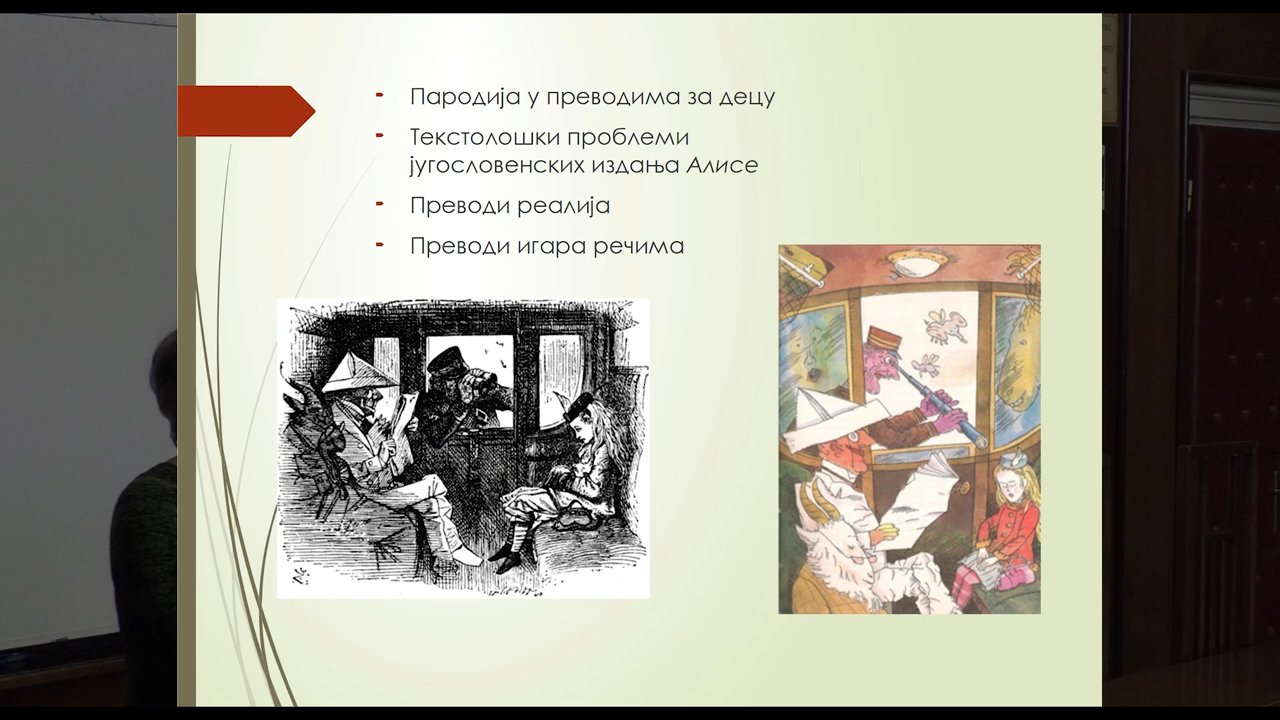 Пародија у преводима за децу
Текстолошки проблеми
југословенских издања Алисе
Преводи реалија
Преводи игара речима